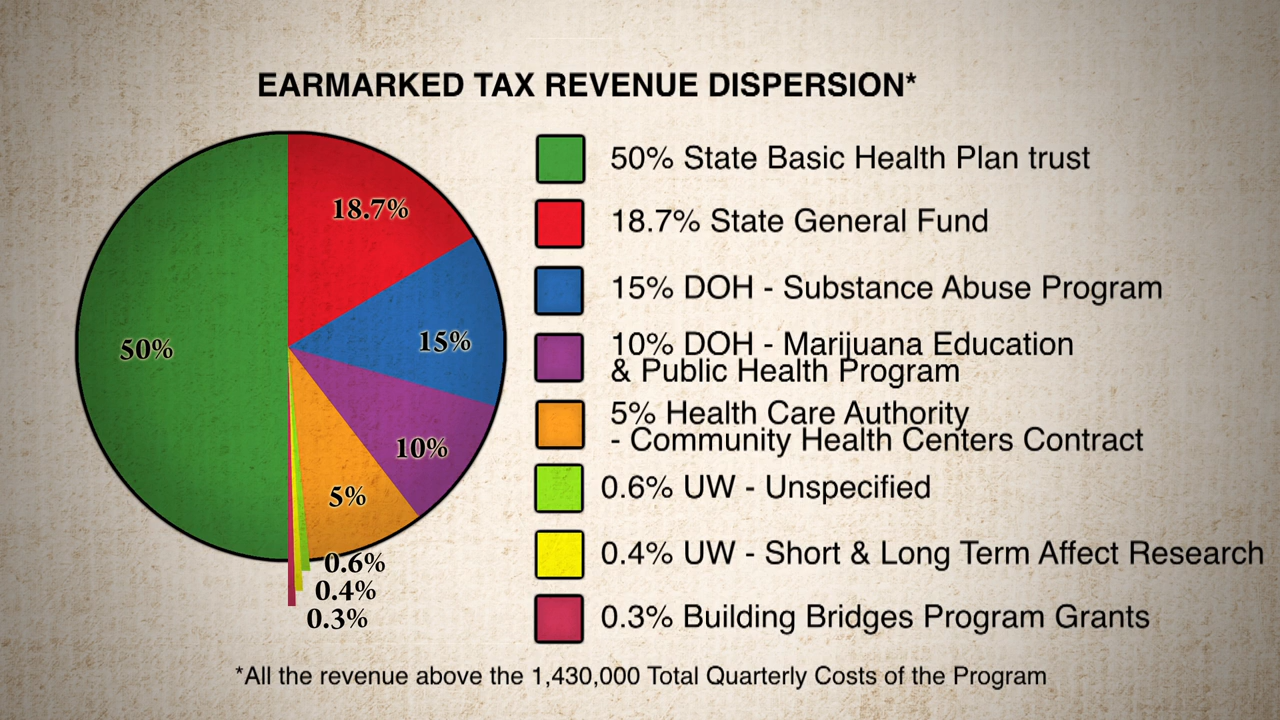 EARMARKED TAX REVENUE DISPERSION*
18.7%
15%
50%
10%
5%
0.6%
0.4%
0.3%
50% State Basic Health Plan trust
18.7% State General Fund
15% DOH - Substance Abuse Program
10% DOH - Marijuana Education
& Public Health Program
5% Health Care Authority
- Community Health Centers Contract
0.6% UW - Unspecified
0.4% UW - Short & Long Term Affect Research
0.3% Building Bridges Program Grants
*All the revenue above the 1,430,000 Total Quarterly Costs of the Program